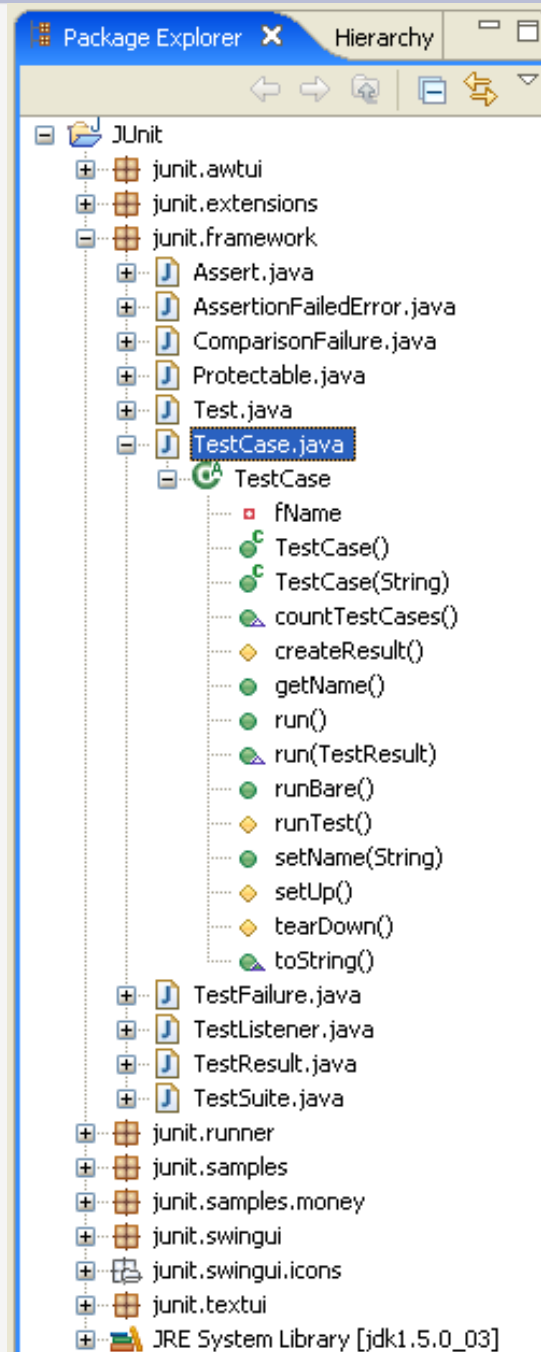 Package Explorer Hierarchy
JUnit
junit.awtui
junit.extensions
junit.framework
Assert.java
AssertionFailedError.java
ComparisonFailure.java
Protectable.java
Test.java
TestCase.java
TestCase
fName
TestCase()
TestCase(String)
countTestCases()
createResult()
getName()
run()
run(TestResult)
runBare()
runTest()
setName(String)
setUp()
tearDown()
toString()
TestFailure.java
TestListener.java
TestResult.java
TestSuite.java
junit.runner
junit.samples
junit.samples.money
junit.swingui
junit.swingui.icons
junit.textui
JRE System Library [jdk1.5.0_03]